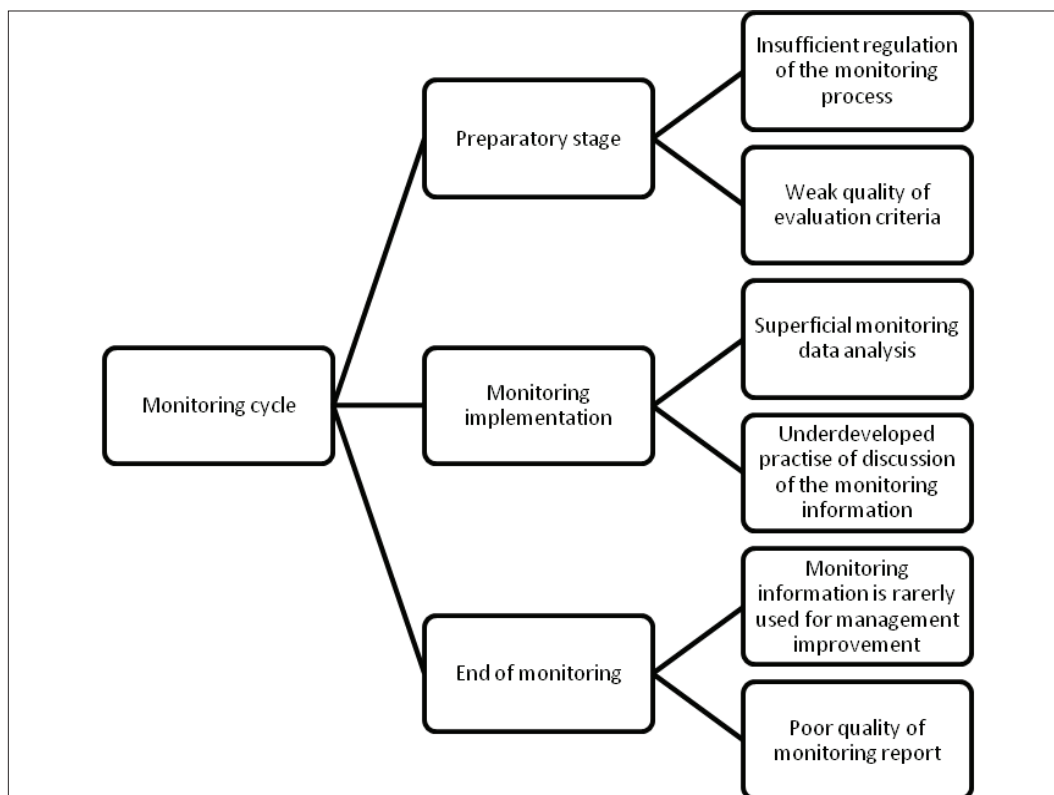 Monitoring cycle
Preparatory stage
Insufficient regulation
of the monitoring
process
Weak quality of
evaluation criteria
Monitoring
implementation
Superficial monitoring
data analysis
Underdeveloped
practise of discussion
of the monitoring
information
End of monitoring
Monitoring
information is rarerly
used for management
improvement
Poor quality of
monitoring report